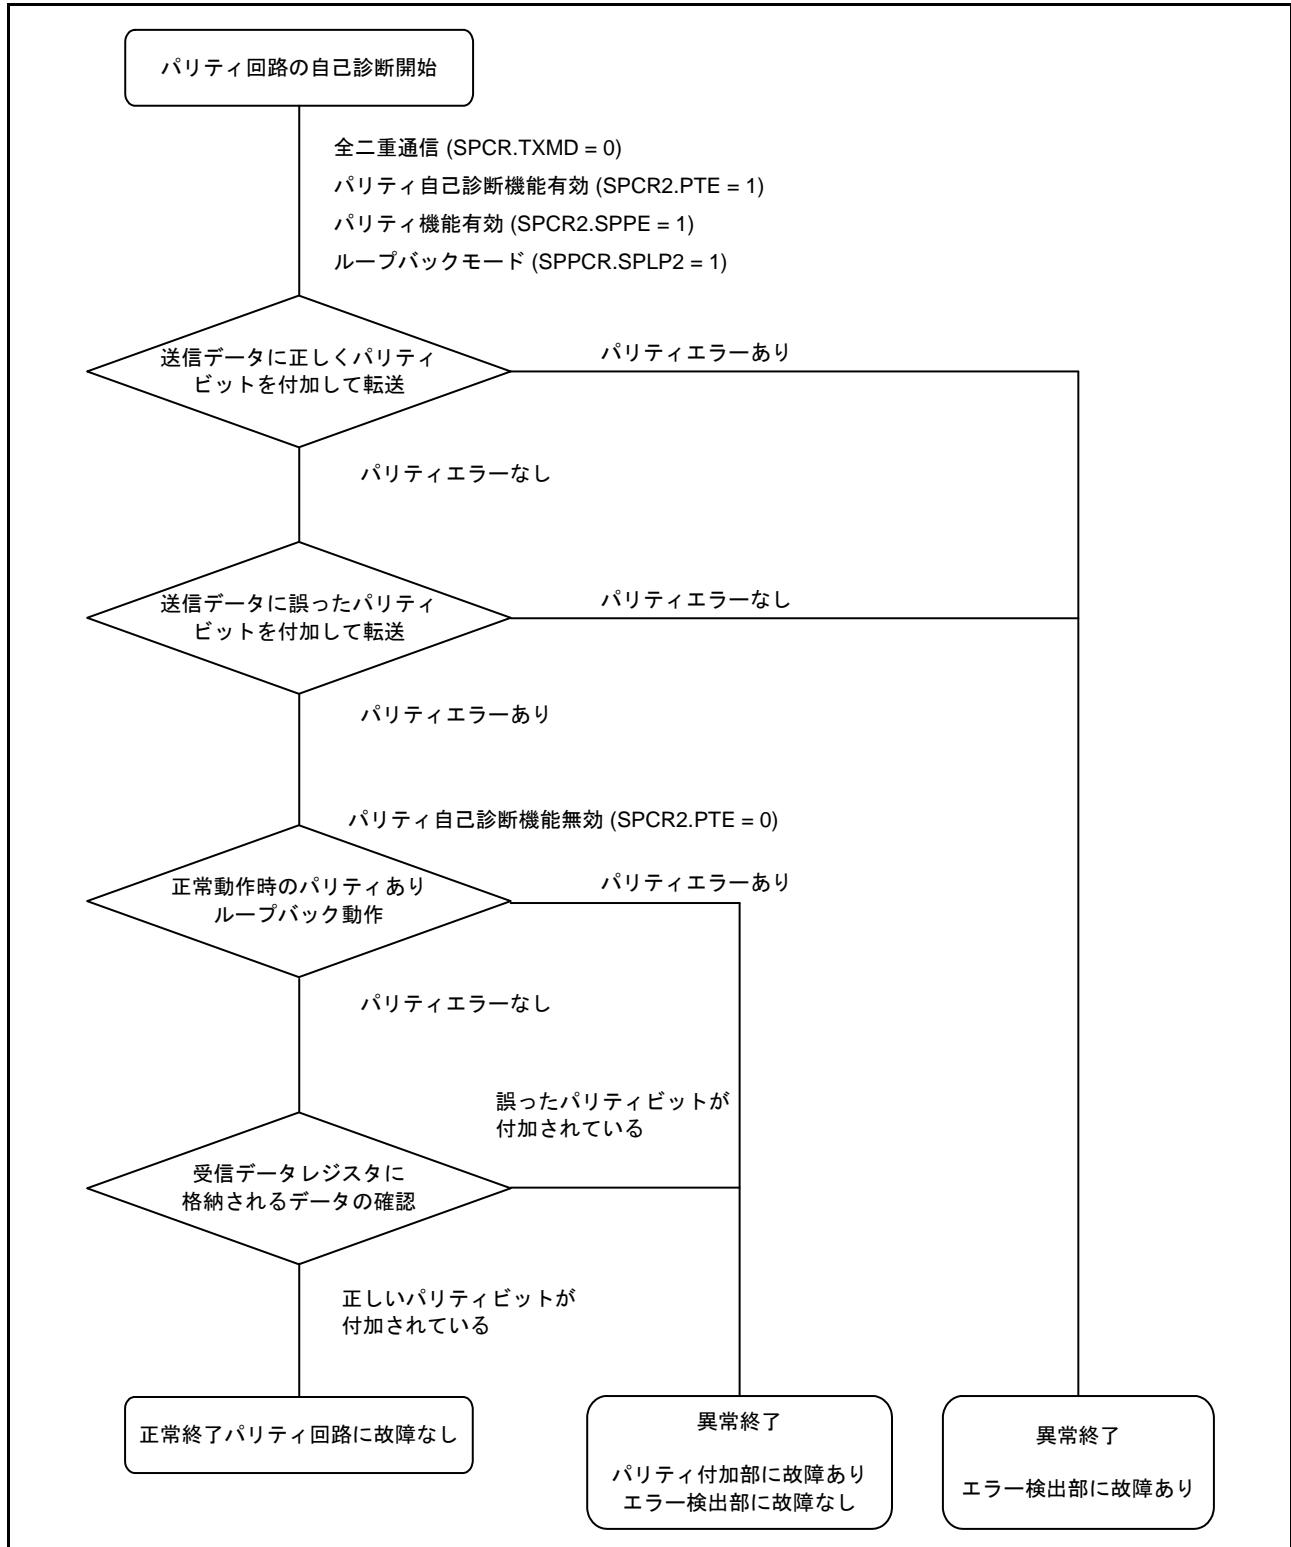 パリティ回路の自己診断開始
全二重通信 (SPCR.TXMD = 0)
パリティ自己診断機能有効 (SPCR2.PTE = 1)
パリティ機能有効 (SPCR2.SPPE = 1)
ループバックモード (SPPCR.SPLP2 = 1)
送信データに正しくパリティ
ビットを付加して転送
パリティエラーあり
パリティエラーなし
送信データに誤ったパリティ
ビットを付加して転送
パリティエラーなし
パリティエラーあり
パリティ自己診断機能無効 (SPCR2.PTE = 0)
正常動作時のパリティあり
ループバック動作
パリティエラーあり
パリティエラーなし
誤ったパリティビットが
付加されている
受信データレジスタに
格納されるデータの確認
正しいパリティビットが
付加されている
正常終了パリティ回路に故障なし
異常終了
パリティ付加部に故障あり
エラー検出部に故障なし
異常終了
エラー検出部に故障あり